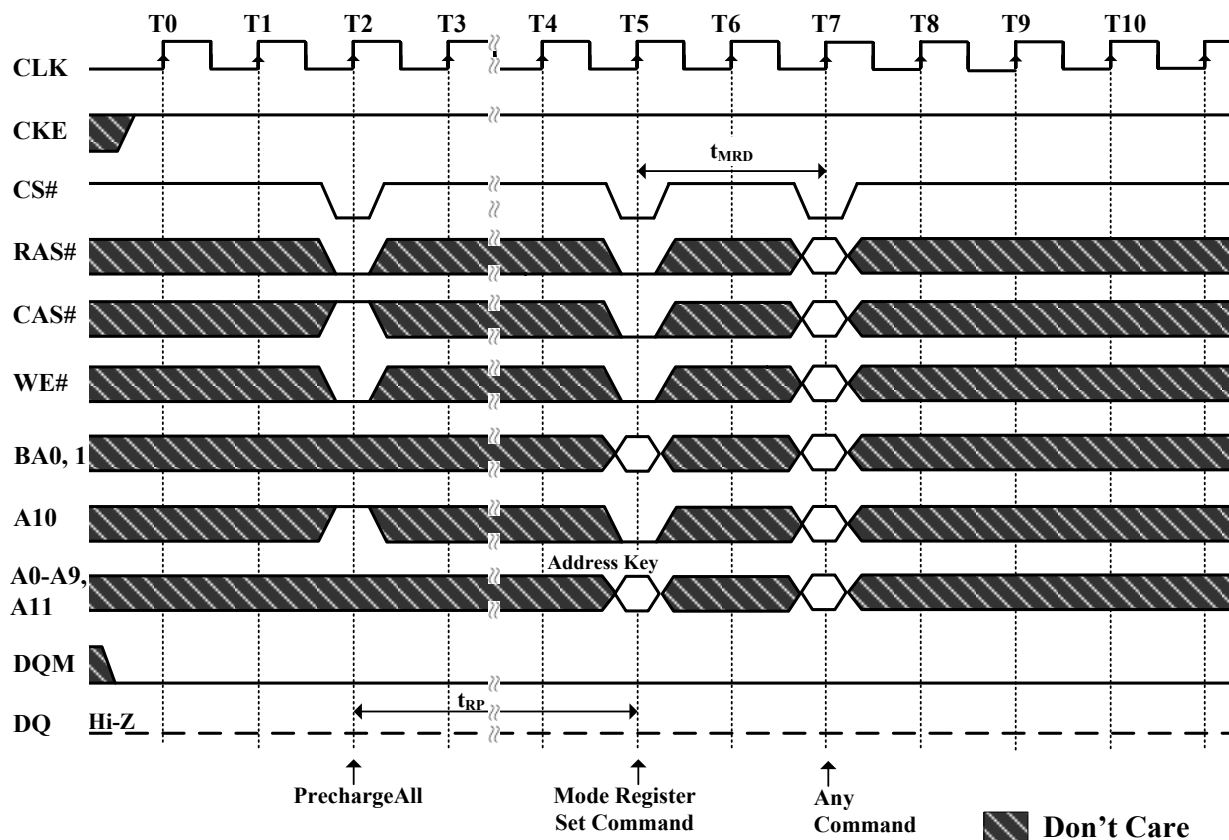 T0 T1 T2 T3 T4 T5 T6 T7 T8 T9 T10
CLK
CKE
tMRD
CS#
RAS#
CAS#
WE#
BA0, 1
A10
Address Key
A0-A9,
A11
DQM
tRP
DQ Hi-Z
PrechargeAll
Mode Register
Set Command
Any
Command
Don't Care